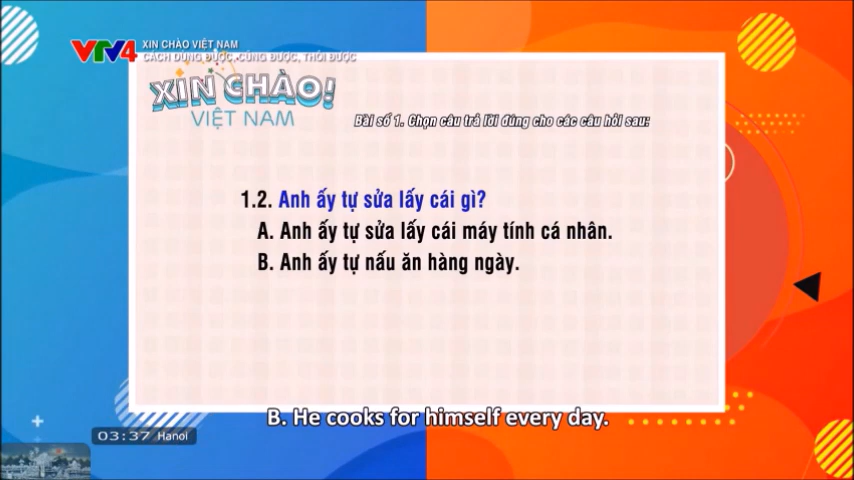 VTV4
XIN CHÀO VIỆT NAM
CÁCH DÙNG ĐƯỢC, CŨNG ĐƯỢC, THÔI ĐƯỢC
XIN CHÀO!
VIỆT NAM
Bài số 1. Chọn câu trả lời đúng cho các câu hỏi sau:
1.2. Anh ấy tự sửa lấy cái gì?
A. Anh ấy tự sửa lấy cái máy tính cá nhân.
B. Anh ấy tự nấu ăn hàng ngày.
B. He cooks for himself every day.
03:37 Hanoi